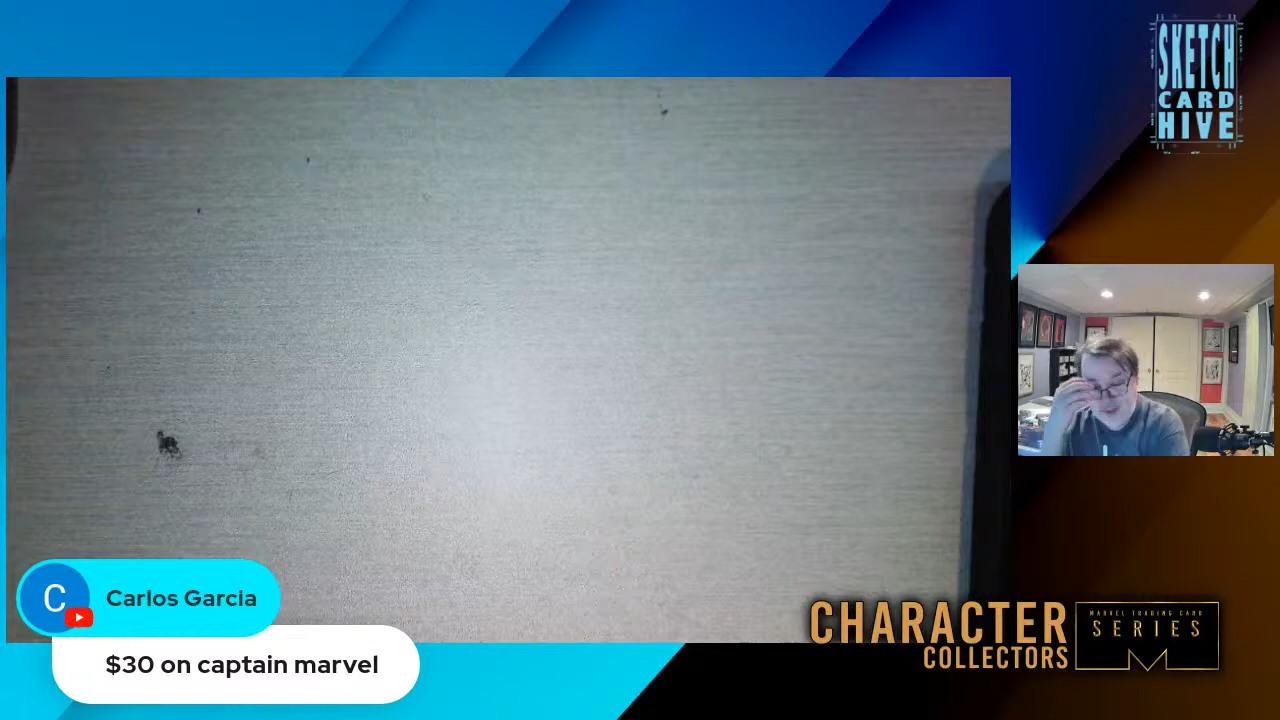 SKETCH
CARD
HIVE
Carlos Garcia
$30 on captain marvel
CHARACTER
COLLECTORS
MARVEL TRADING CARD
SERIES